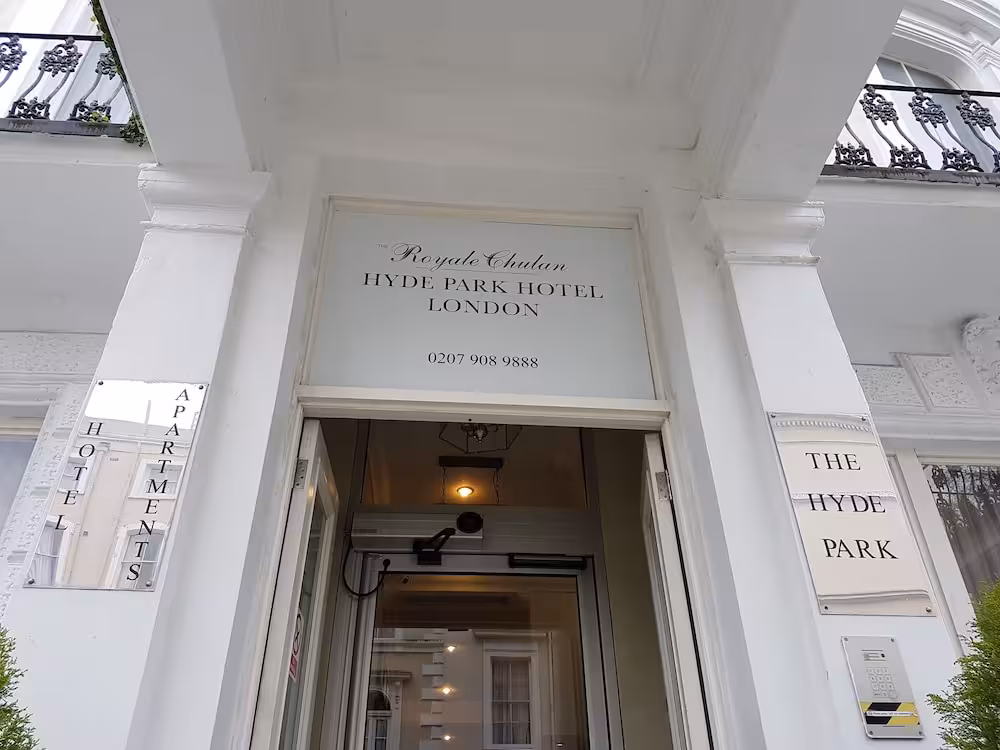 THE Royale Chulan
HYDE PARK HOTEL
LONDON
0207 908 9888
HOTEL
APARTMENTS
THE
HYDE
PARK